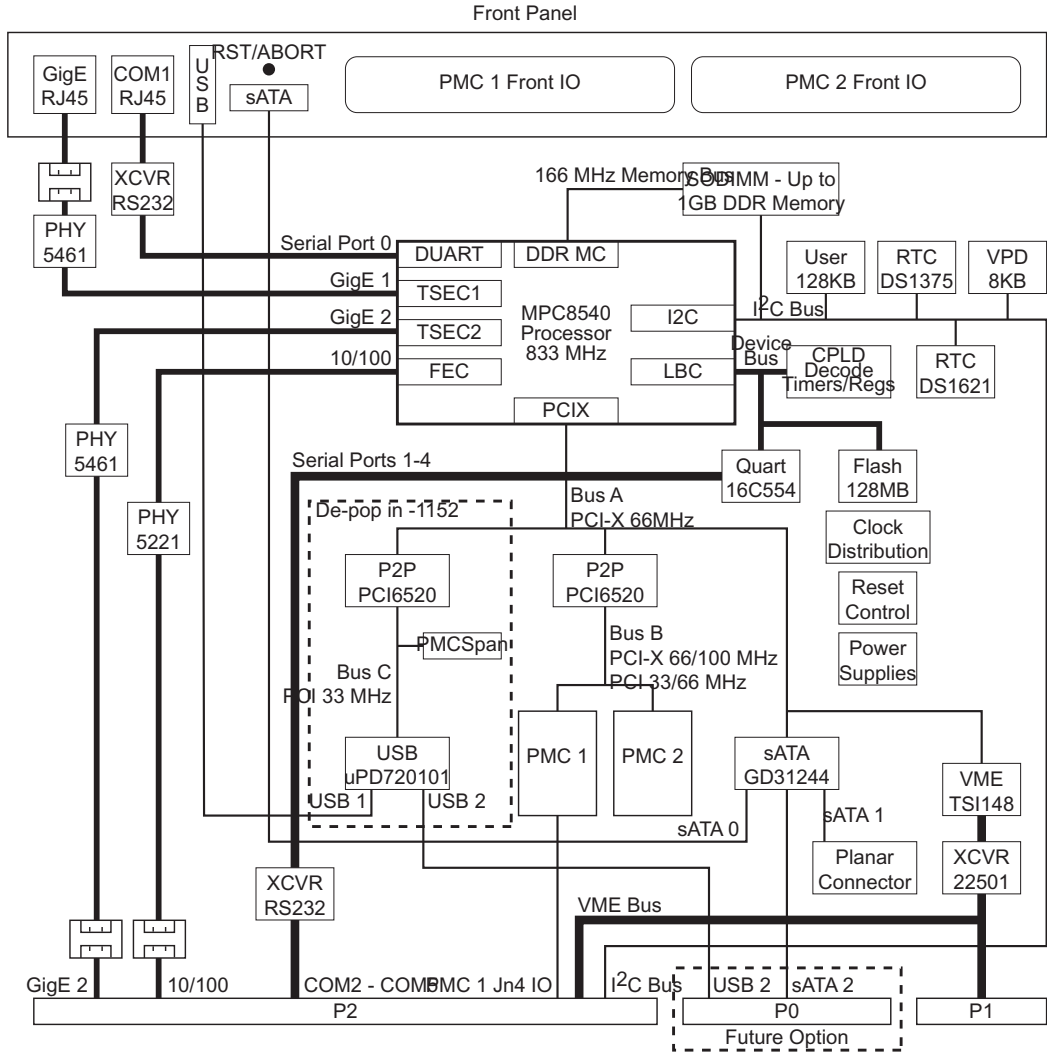 Front Panel
GigE
RJ45
COM1
RJ45
U
S
B
RST/ABORT
sATA
PMC 1 Front IO
PMC 2 Front IO
XCVR
RS232
PHY
5461
166 MHz Memory Bus
SODIMM - Up to
1GB DDR Memory
Serial Port 0
GigE 1
GigE 2
10/100
DUART
TSEC1
TSEC2
FEC
DDR MC
MPC8540
Processor
833 MHz
I2C
LBC
PCIX
User
128KB
RTC
DS1375
VPD
8KB
I2C Bus
Device
Bus
CPLD
Decode
Timers/Regs
RTC
DS1621
PHY
5461
PHY
5221
Serial Ports 1-4
Quart
16C554
Flash
128MB
Bus A
PCI-X 66MHz
De-pop in -1152
Clock
Distribution
P2P
PCI6520
P2P
PCI6520
Reset
Control
PMCSpan
Bus B
PCI-X 66/100 MHz
PCI 33/66 MHz
Power
Supplies
Bus C
PCI 33 MHz
USB
uPD720101
PMC 1
PMC 2
sATA
GD31244
VME
TSI148
USB 1
USB 2
sATA 0
sATA 1
Planar
Connector
XCVR
22501
XCVR
RS232
VME Bus
GigE 2
10/100
COM2 - COM5
PMC 1 Jn4 IO
I2C Bus
USB 2
sATA 2
P2
P0
P1
Future Option